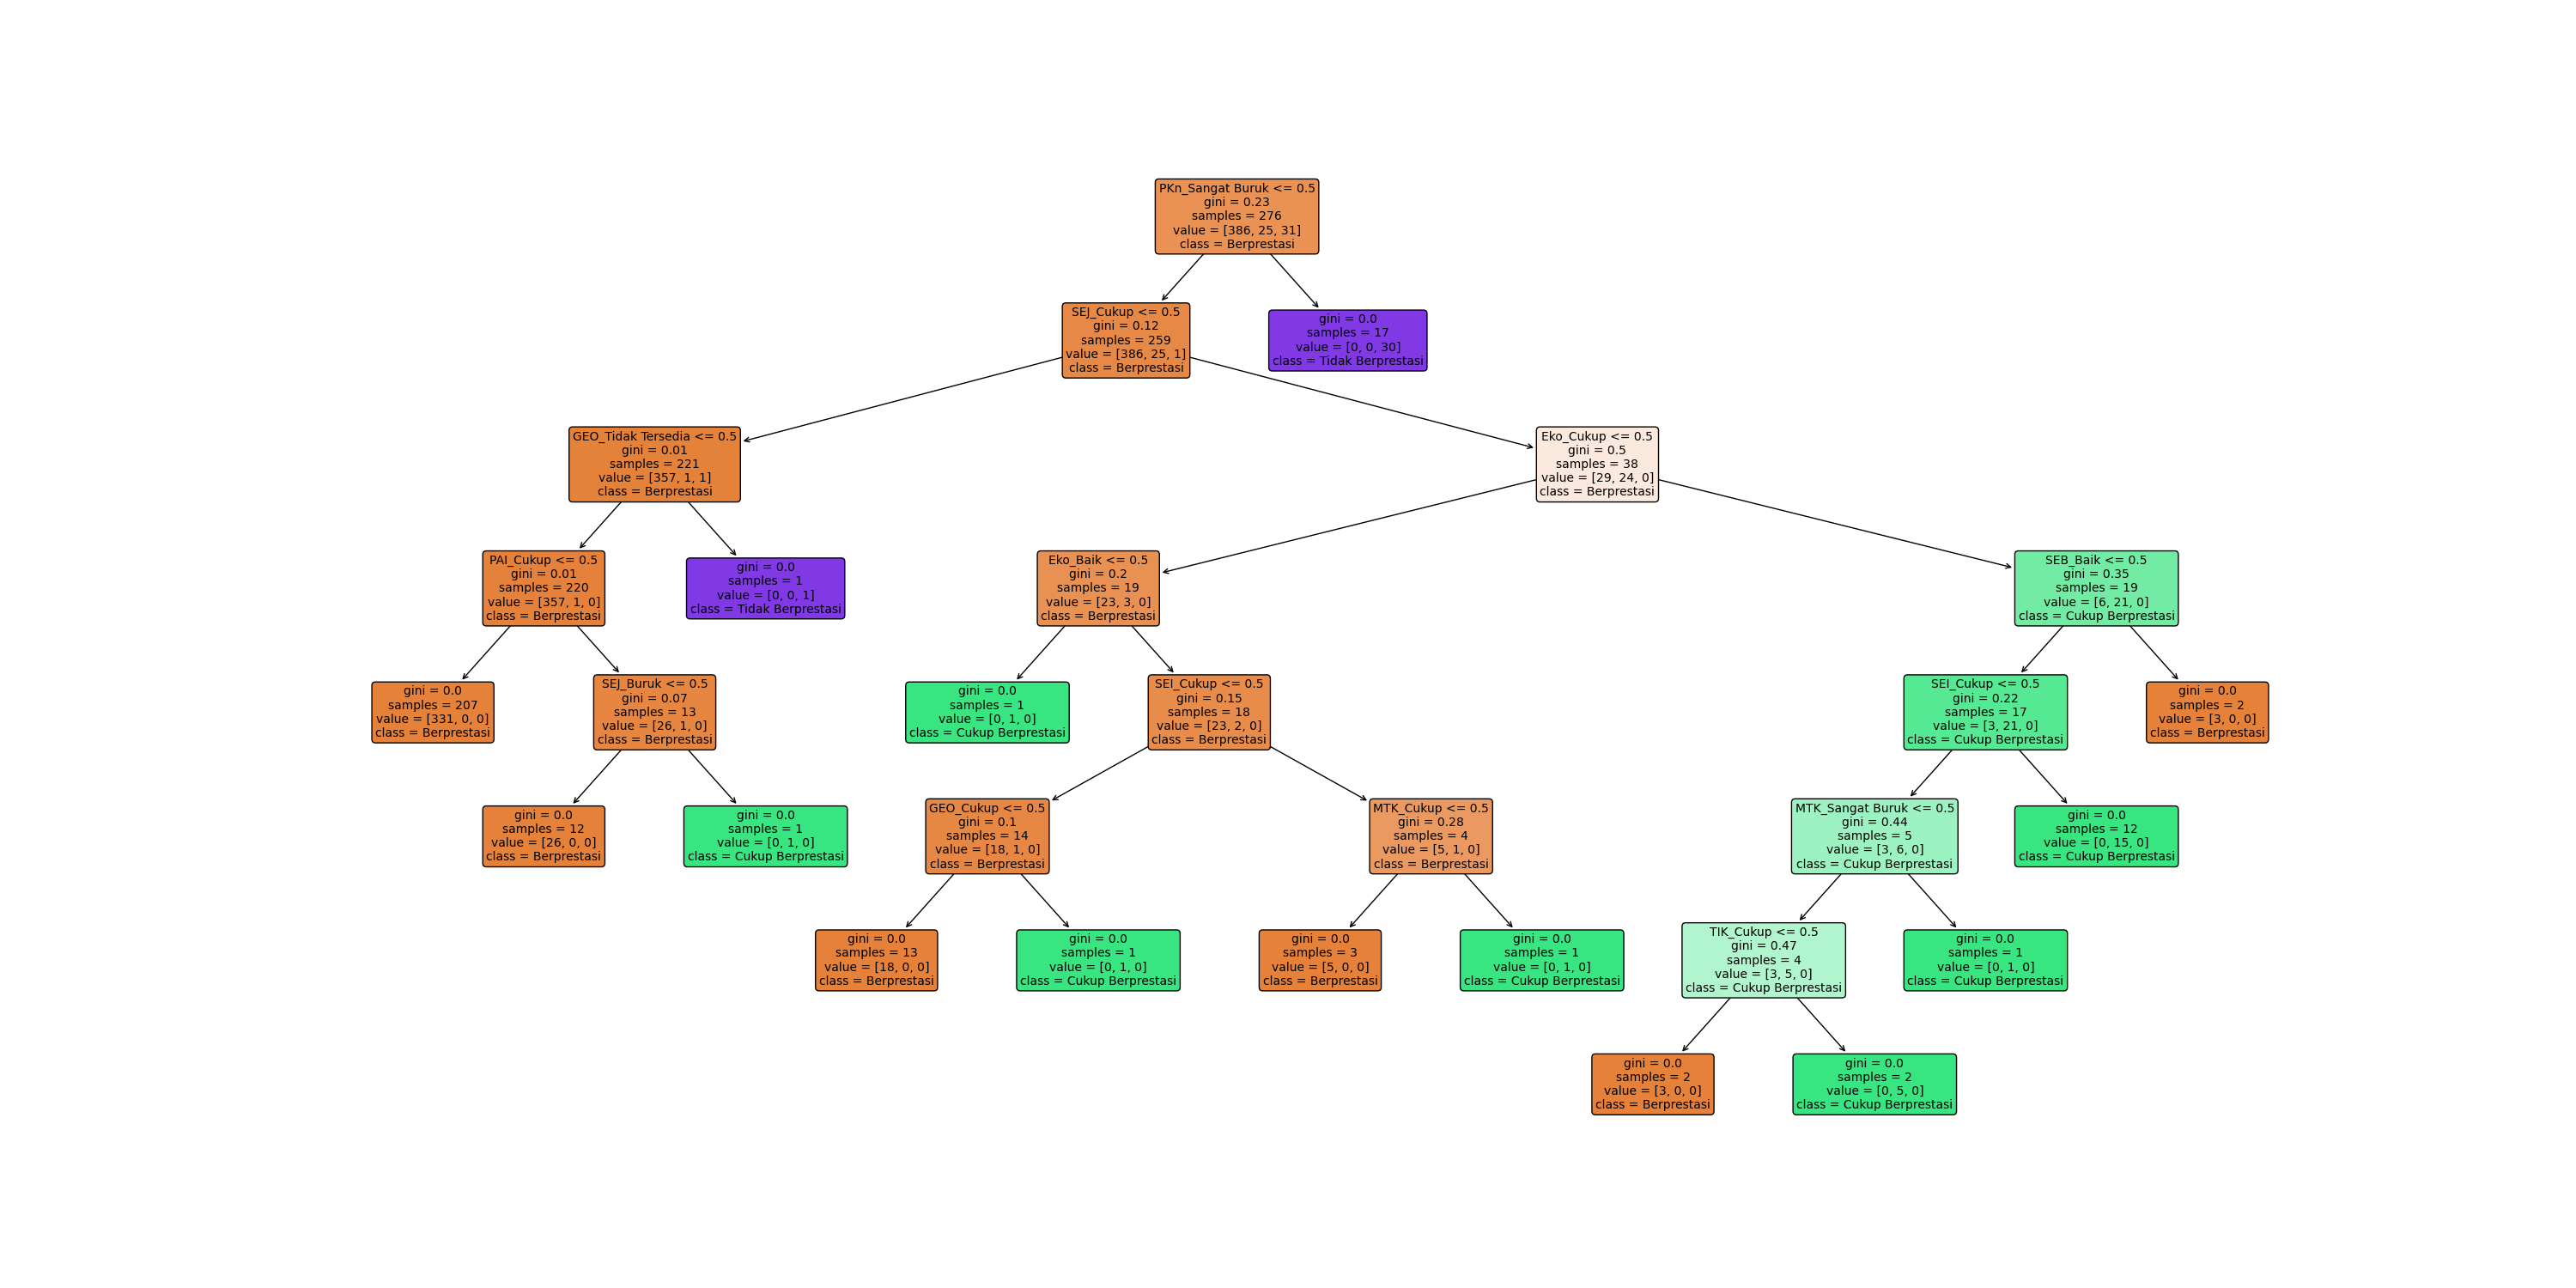 PKn_Sangat Buruk <= 0.5
gini = 0.23
samples = 276
value = [386, 25, 31]
class = Berprestasi
SEJ_Cukup <= 0.5
gini = 0.12
samples = 259
value = [386, 25, 1]
class = Berprestasi
gini = 0.0
samples = 17
value = [0, 0, 30]
class = Tidak Berprestasi
GEO_Tidak Tersedia <= 0.5
gini = 0.01
samples = 221
value = [357, 1, 1]
class = Berprestasi
Eko_Cukup <= 0.5
gini = 0.5
samples = 38
value = [29, 24, 0]
class = Berprestasi
PAI_Cukup <= 0.5
gini = 0.01
samples = 220
value = [357, 1, 0]
class = Berprestasi
gini = 0.0
samples = 1
value = [0, 0, 1]
class = Tidak Berprestasi
Eko_Baik <= 0.5
gini = 0.2
samples = 19
value = [23, 3, 0]
class = Berprestasi
SEB_Baik <= 0.5
gini = 0.35
samples = 19
value = [6, 21, 0]
class = Cukup Berprestasi
gini = 0.0
samples = 207
value = [331, 0, 0]
class = Berprestasi
SEJ_Buruk <= 0.5
gini = 0.07
samples = 13
value = [26, 1, 0]
class = Berprestasi
gini = 0.0
samples = 1
value = [0, 1, 0]
class = Cukup Berprestasi
SEI_Cukup <= 0.5
gini = 0.15
samples = 18
value = [23, 2, 0]
class = Berprestasi
SEI_Cukup <= 0.5
gini = 0.22
samples = 17
value = [3, 21, 0]
class = Cukup Berprestasi
gini = 0.0
samples = 2
value = [3, 0, 0]
class = Berprestasi
gini = 0.0
samples = 12
value = [26, 0, 0]
class = Berprestasi
gini = 0.0
samples = 1
value = [0, 1, 0]
class = Cukup Berprestasi
GEO_Cukup <= 0.5
gini = 0.1
samples = 14
value = [18, 1, 0]
class = Berprestasi
MTK_Cukup <= 0.5
gini = 0.28
samples = 4
value = [5, 1, 0]
class = Berprestasi
MTK_Sangat Buruk <= 0.5
gini = 0.44
samples = 5
value = [3, 6, 0]
class = Cukup Berprestasi
gini = 0.0
samples = 12
value = [0, 15, 0]
class = Cukup Berprestasi
gini = 0.0
samples = 13
value = [18, 0, 0]
class = Berprestasi
gini = 0.0
samples = 1
value = [0, 1, 0]
class = Cukup Berprestasi
gini = 0.0
samples = 3
value = [5, 0, 0]
class = Berprestasi
gini = 0.0
samples = 1
value = [0, 1, 0]
class = Cukup Berprestasi
TIK_Cukup <= 0.5
gini = 0.47
samples = 4
value = [3, 5, 0]
class = Cukup Berprestasi
gini = 0.0
samples = 1
value = [0, 1, 0]
class = Cukup Berprestasi
gini = 0.0
samples = 2
value = [3, 0, 0]
class = Berprestasi
gini = 0.0
samples = 2
value = [0, 5, 0]
class = Cukup Berprestasi